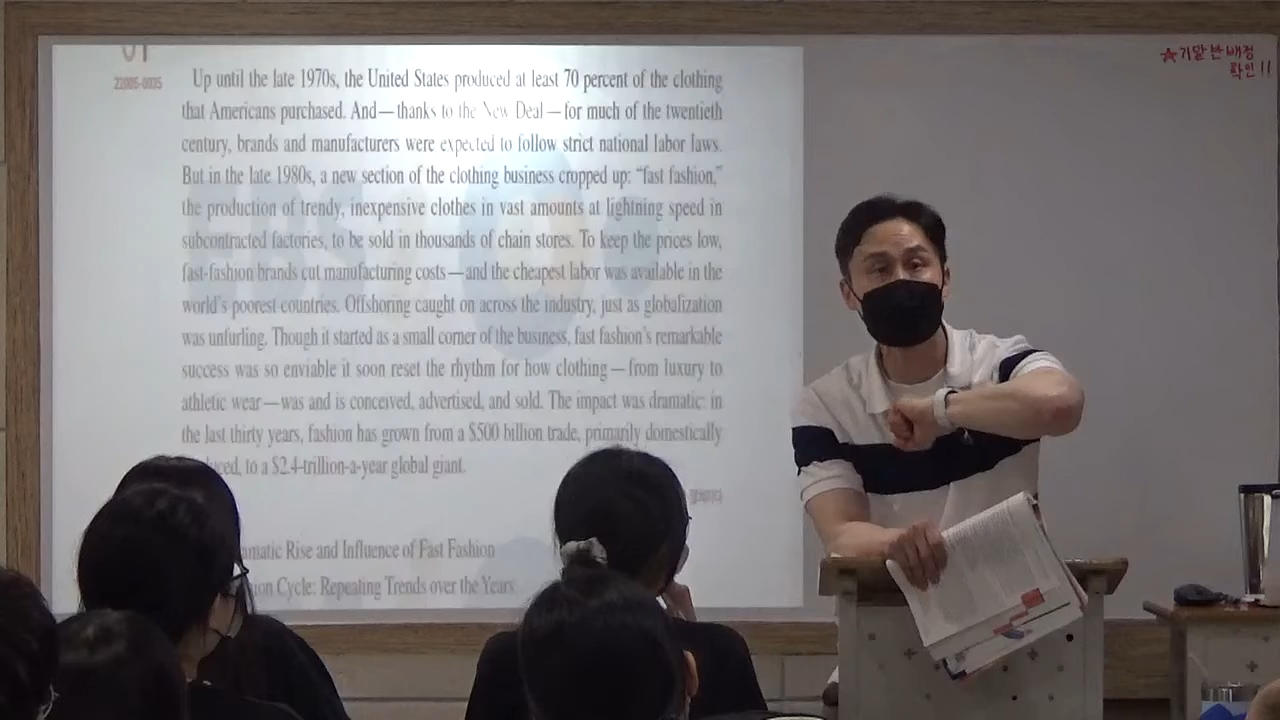 01
22005-0035
Up until the late 1970s, the United States produced at least 70 percent of the clothing
that Americans purchased. And—thanks to the New Deal—for much of the twentieth
century, brands and manufacturers were expected to follow strict national labor laws.
But in the late 1980s, a new section of the clothing business cropped up: “fast fashion,”
the production of trendy, inexpensive clothes in vast amounts at lightning speed in
subcontracted factories, to be sold in thousands of chain stores. To keep the prices low,
fast-fashion brands cut manufacturing costs—and the cheapest labor was available in the
world’s poorest countries. Offshoring caught on across the industry, just as globalization
was unfurling. Though it started as a small corner of the business, fast fashion’s remarkable
success was so enviable it soon reset the rhythm for how clothing—from luxury to
athletic wear—was and is conceived, advertised, and sold. The impact was dramatic: in
the last thirty years, fashion has grown from a $500 billion trade, primarily domestically
uced, to a $2.4-trillion-a-year global giant.
amatic Rise and Influence of Fast Fashion
ion Cycle: Repeating Trends over the Years
☆기말 반 배정
확인!!